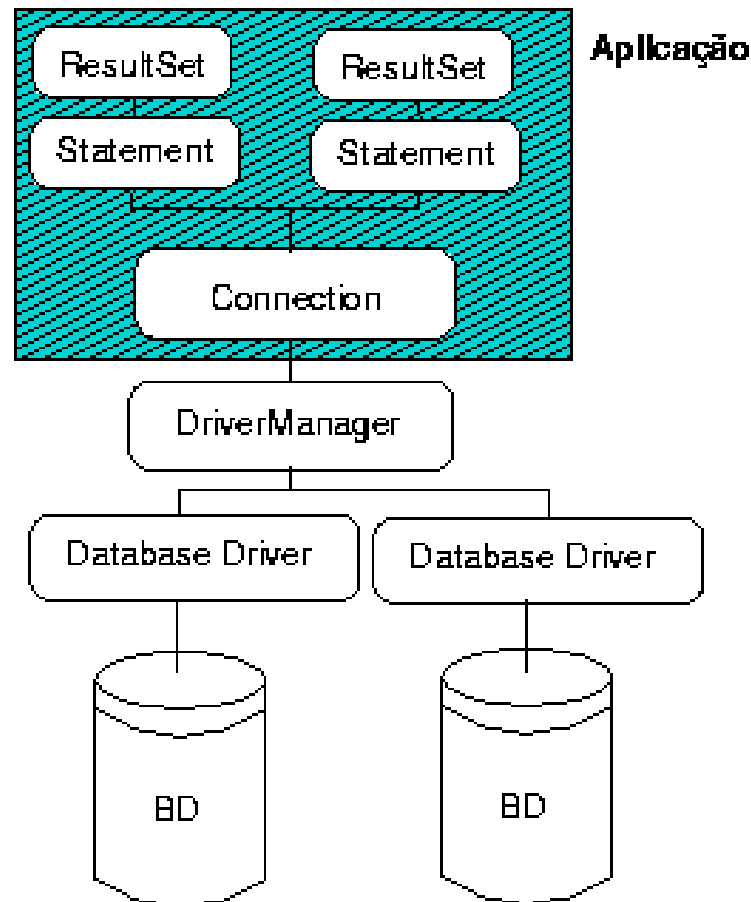 ResultSet
ResultSet
Aplicação
Statement
Statement
Connection
DriverManager
Database Driver
Database Driver
BD
BD